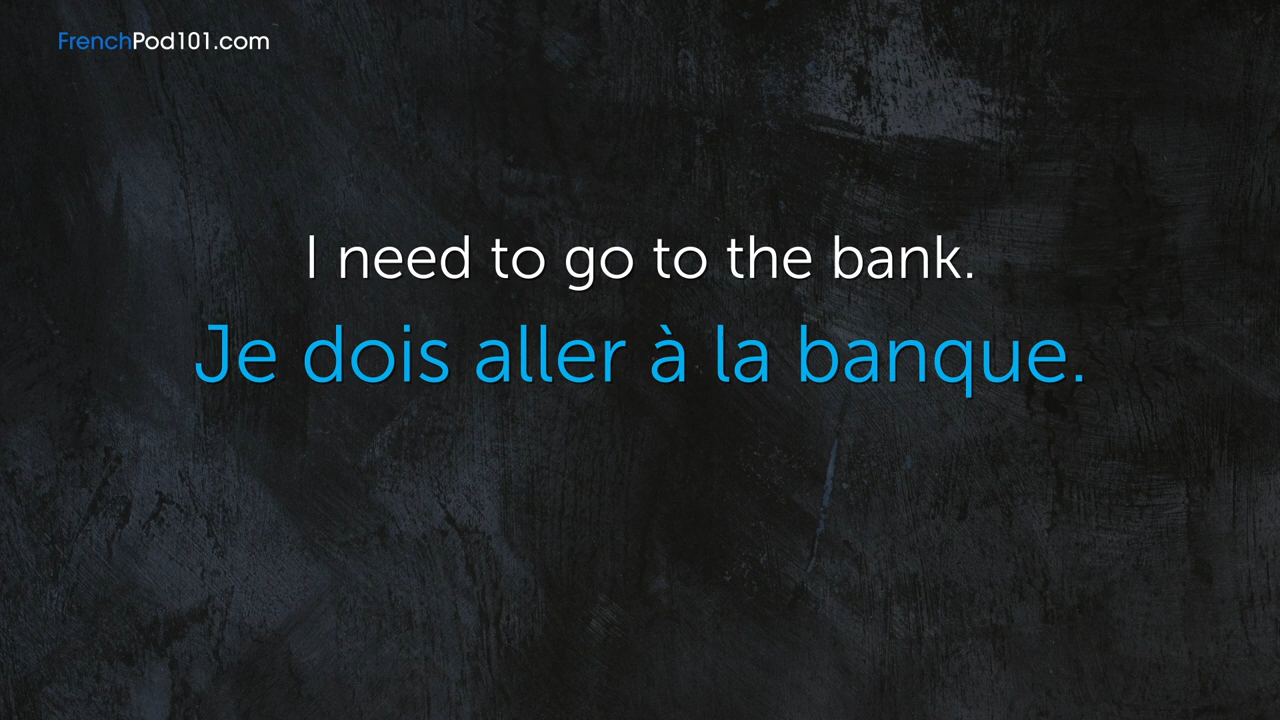 FrenchPod101.com
I need to go to the bank.
Je dois aller à la banque.